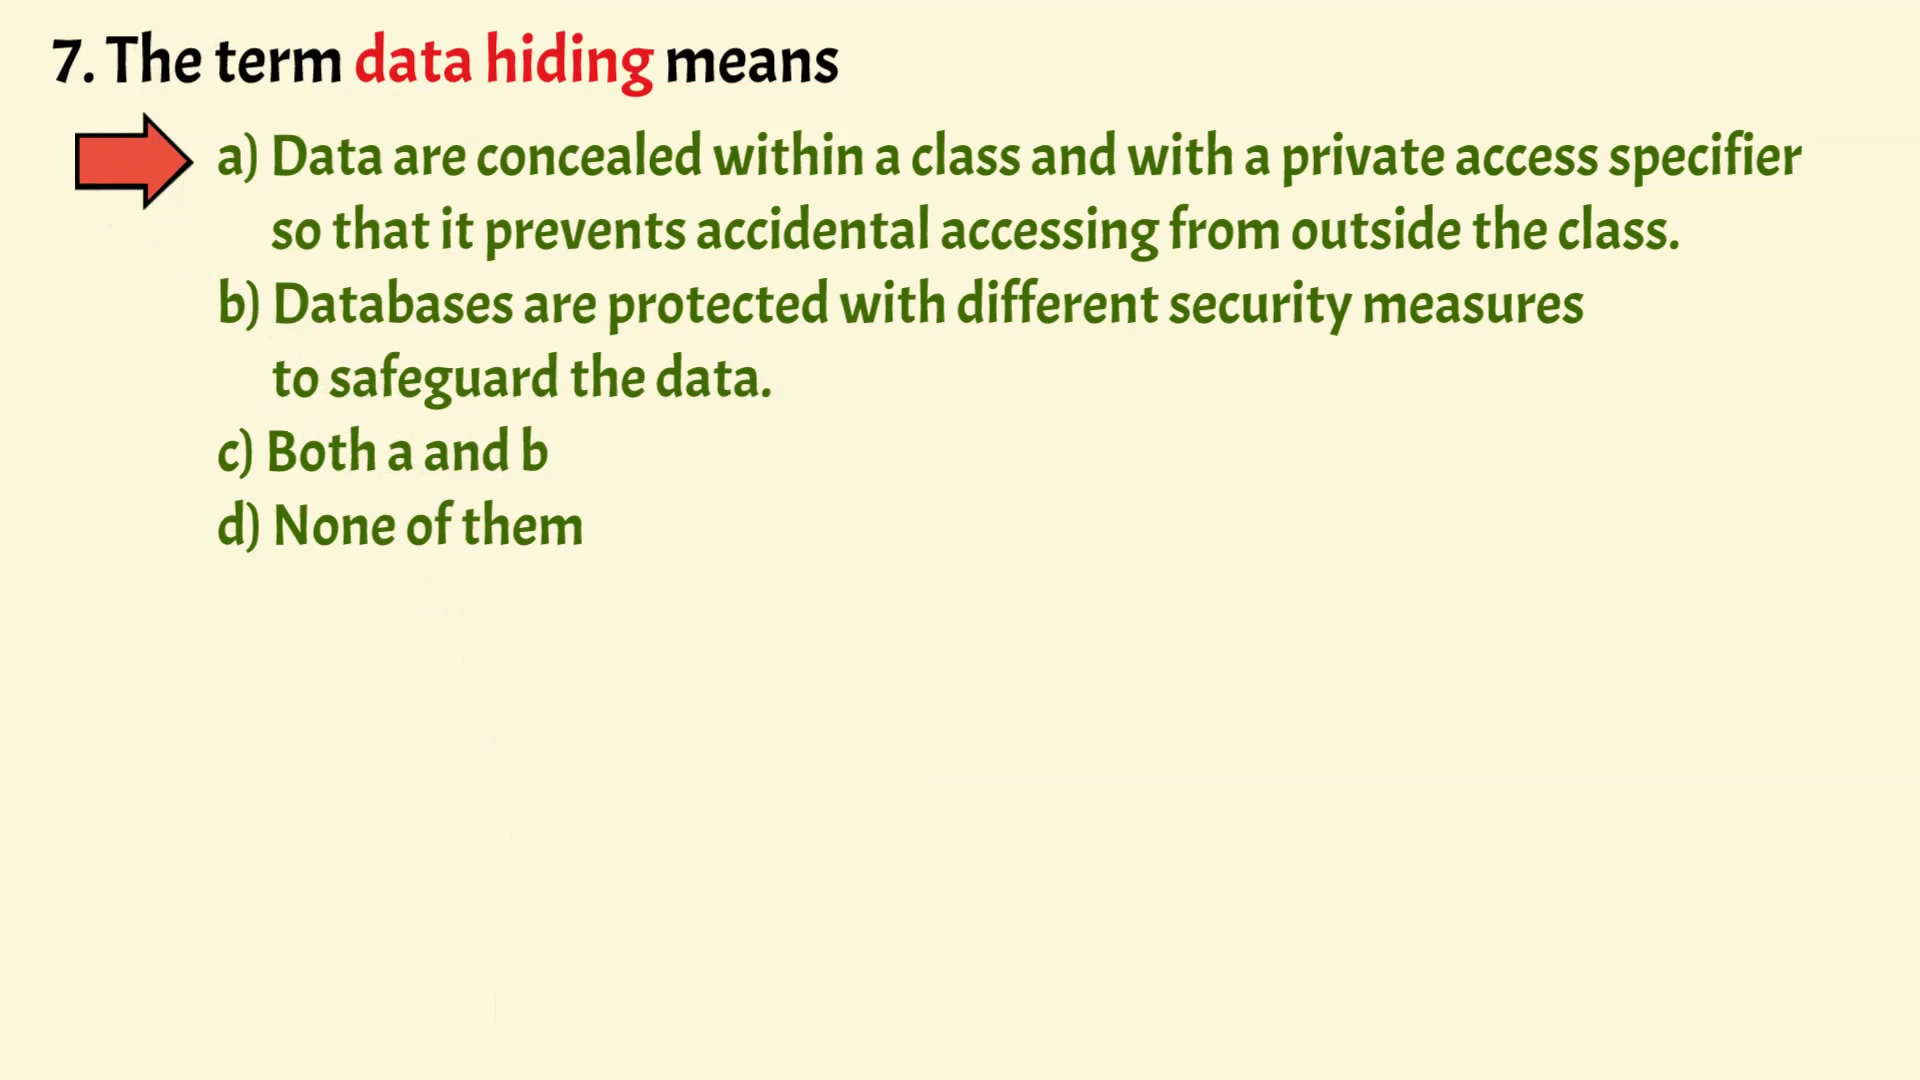 7. The term data hiding means
a) Data are concealed within a class and with a private access specifier
so that it prevents accidental accessing from outside the class.
b) Databases are protected with different security measures
to safeguard the data.
c) Both a and b
d) None of them